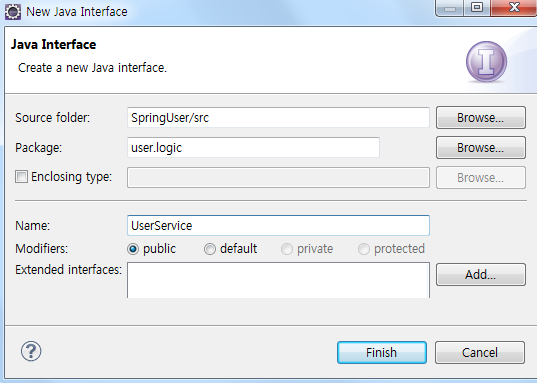 New Java Interface
Java Interface
Create a new Java interface.
I
Source folder: SpringUser/src Browse...
Package: user.logic Browse...
Enclosing type: Browse...
Name: UserService
Modifiers: public default private protected
Extended interfaces: Add...
? Finish Cancel